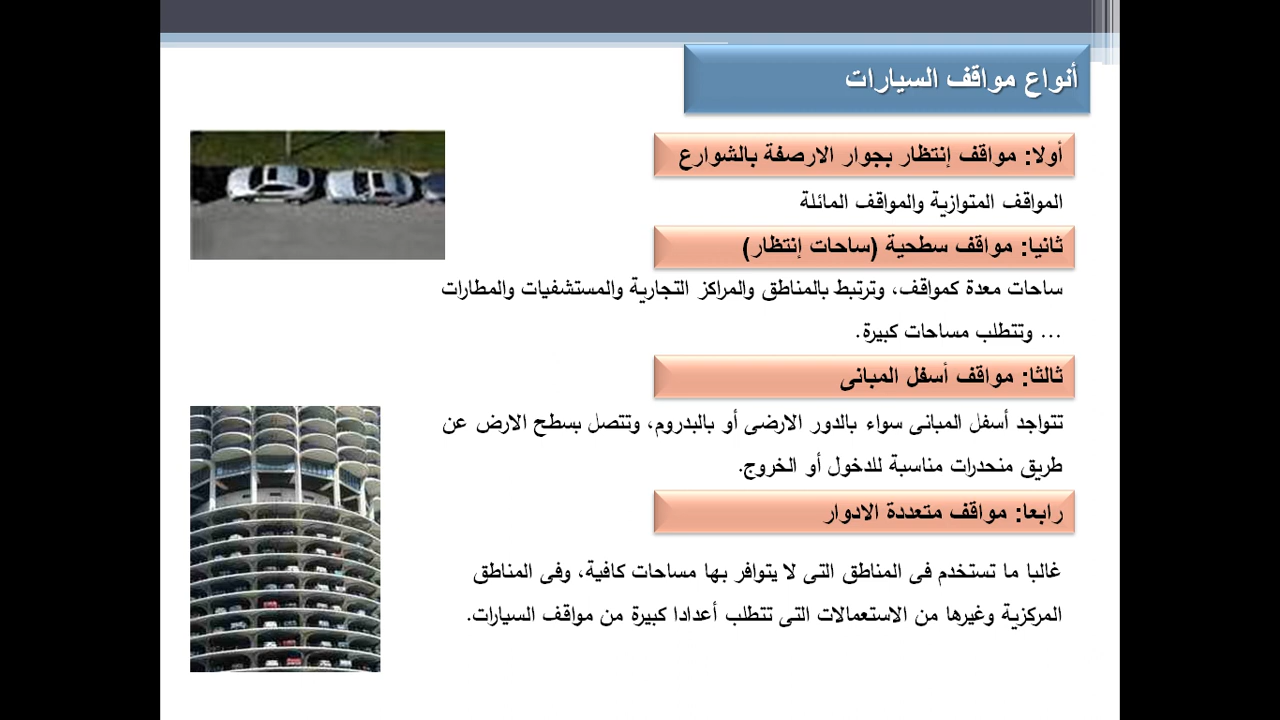 أنواع مواقف السيارات
أولا: مواقف إنتظار بجوار الارصفة بالشوارع
المواقف المتوازية والمواقف المائلة
ثانيا: مواقف سطحية (ساحات إنتظار)
ساحات معدة كمواقف، وترتبط بالمناطق والمراكز التجارية والمستشفيات والمطارات
... وتتطلب مساحات كبيرة.
ثالثا: مواقف أسفل المبانى
تتواجد أسفل المبانى سواء بالدور الارضى أو بالبدروم، وتتصل بسطح الارض عن
طريق منحدرات مناسبة للدخول أو الخروج.
رابعا: مواقف متعددة الادوار
غالبا ما تستخدم فى المناطق التى لا يتوافر بها مساحات كافية، وفى المناطق
المركزية وغيرها من الاستعمالات التى تتطلب أعدادا كبيرة من مواقف السيارات.